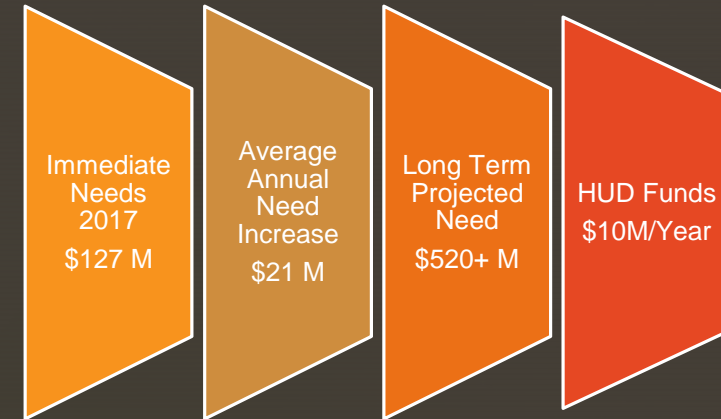 Immediate
Needs
2017
$127 M
Average
Annual
Need
Increase
$21 M
Long Term
Projected
Need
$520+ M
HUD Funds
$10M/Year